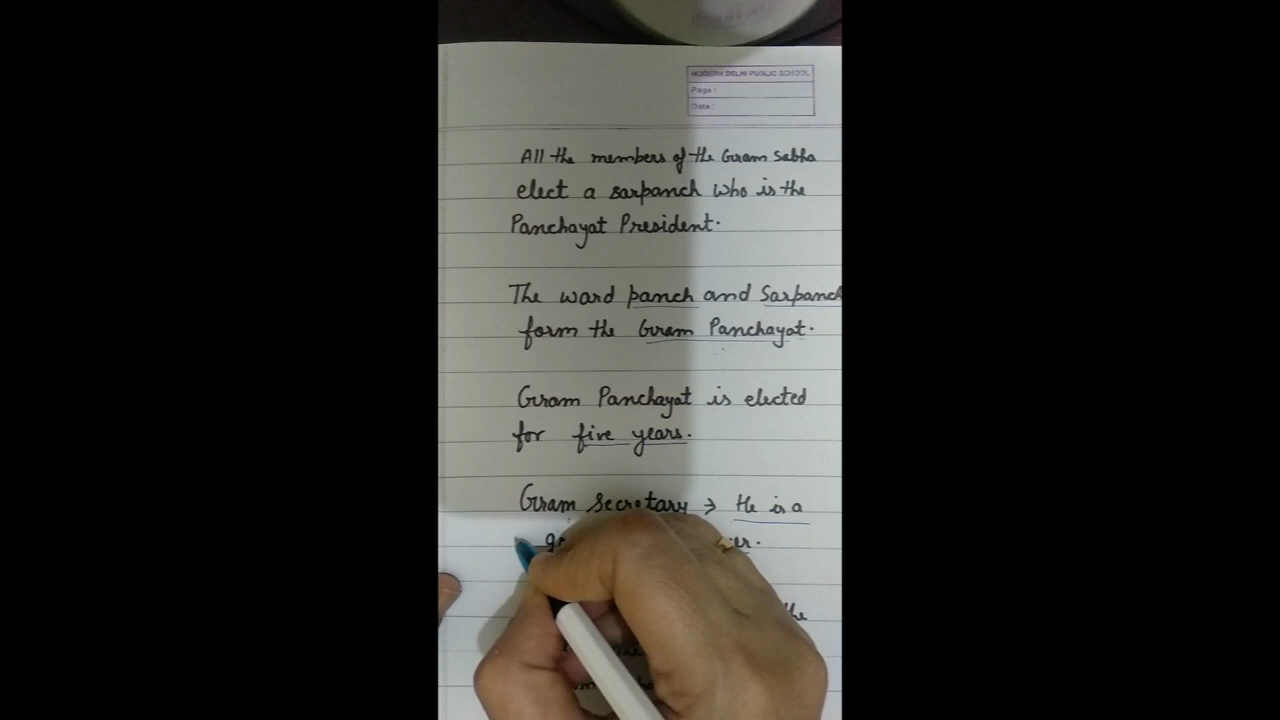 MODERN DELHI PUBLIC SCHOOL
Page :
Date :
All the members of the Gram Sabha
elect a sarpanch who is the
Panchayat President.
The ward panch and Sarpanch
form the Gram Panchayat.
Gram Panchayat is elected
for five years.
Gram Secretary → He is a
the